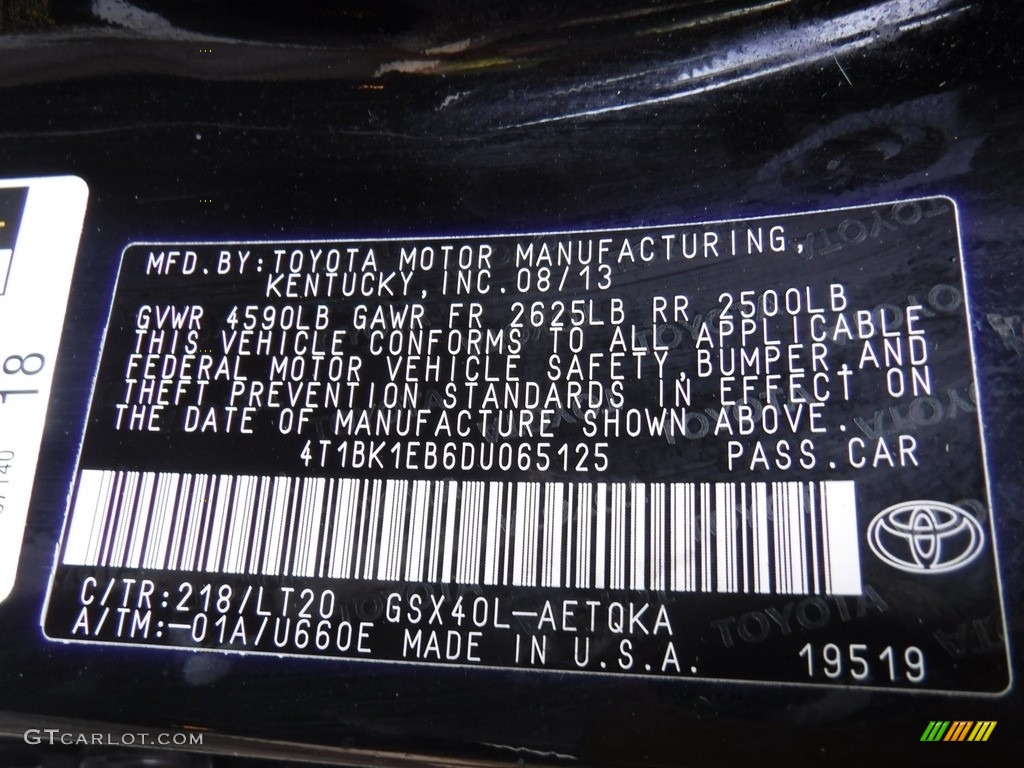 MFD.BY:TOYOTA MOTOR MANUFACTURING,
KENTUCKY, INC. 08/13
GVWR 4590LB GAWR FR 2625LB RR 2500LB
THIS VEHICLE CONFORMS TO ALL APPLICABLE
FEDERAL MOTOR VEHICLE SAFETY, BUMPER, AND
THEFT PREVENTION STANDARDS IN EFFECT ON
THE DATE OF MANUFACTURE SHOWN ABOVE.
4T1BK1EB6DU065125 PASS.CAR
C/TR:218/LT20 GSX40L-AETQKA
A/TM:-01A/U660E MADE IN U.S.A.
19519
18
TOYOTA
GTCARLOT.COM